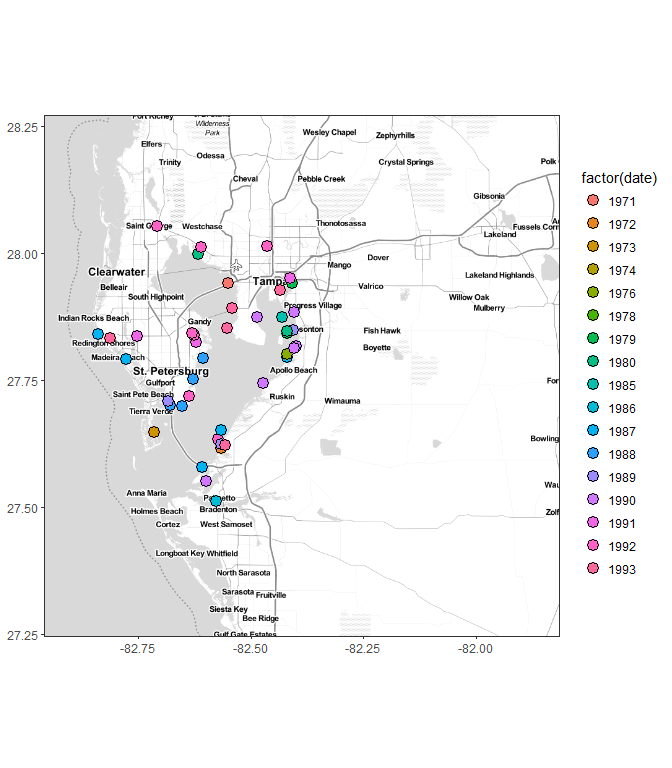 28.25
28.00
27.75
27.50
27.25
-82.75
-82.50
-82.25
-82.00
Port Richey
Wilderness
Park
Wesley Chapel
Zephyrhills
Elfers
Odessa
Trinity
Crystal Springs
Polk
Cheval
Pebble Creek
Gibsonia
Saint George
Westchase
Thonotosassa
Lakeland
Fussels Corn
Dover
Mango
Clearwater
Tampa
Lakeland Highlands
Belleair
Valrico
South Highpoint
Willow Oak
Progress Village
Mulberry
Indian Rocks Beach
Gandy
Fish Hawk
Redington Shores
Boyette
Madeira Beach
St. Petersburg
Apollo Beach
Gulfport
For
Saint Pete Beach
Ruskin
Wimauma
Tierra Verde
Bowling
Wau
Anna Maria
Palmetto
Holmes Beach
Bradenton
Zolf
Cortez
West Samoset
Longboat Key
Whitfield
North Sarasota
Sarasota
Fruitville
Siesta Key
Bee Ridge
Gulf Gate Estates
factor(date)
1971
1972
1973
1974
1976
1978
1979
1980
1985
1986
1987
1988
1989
1990
1991
1992
1993